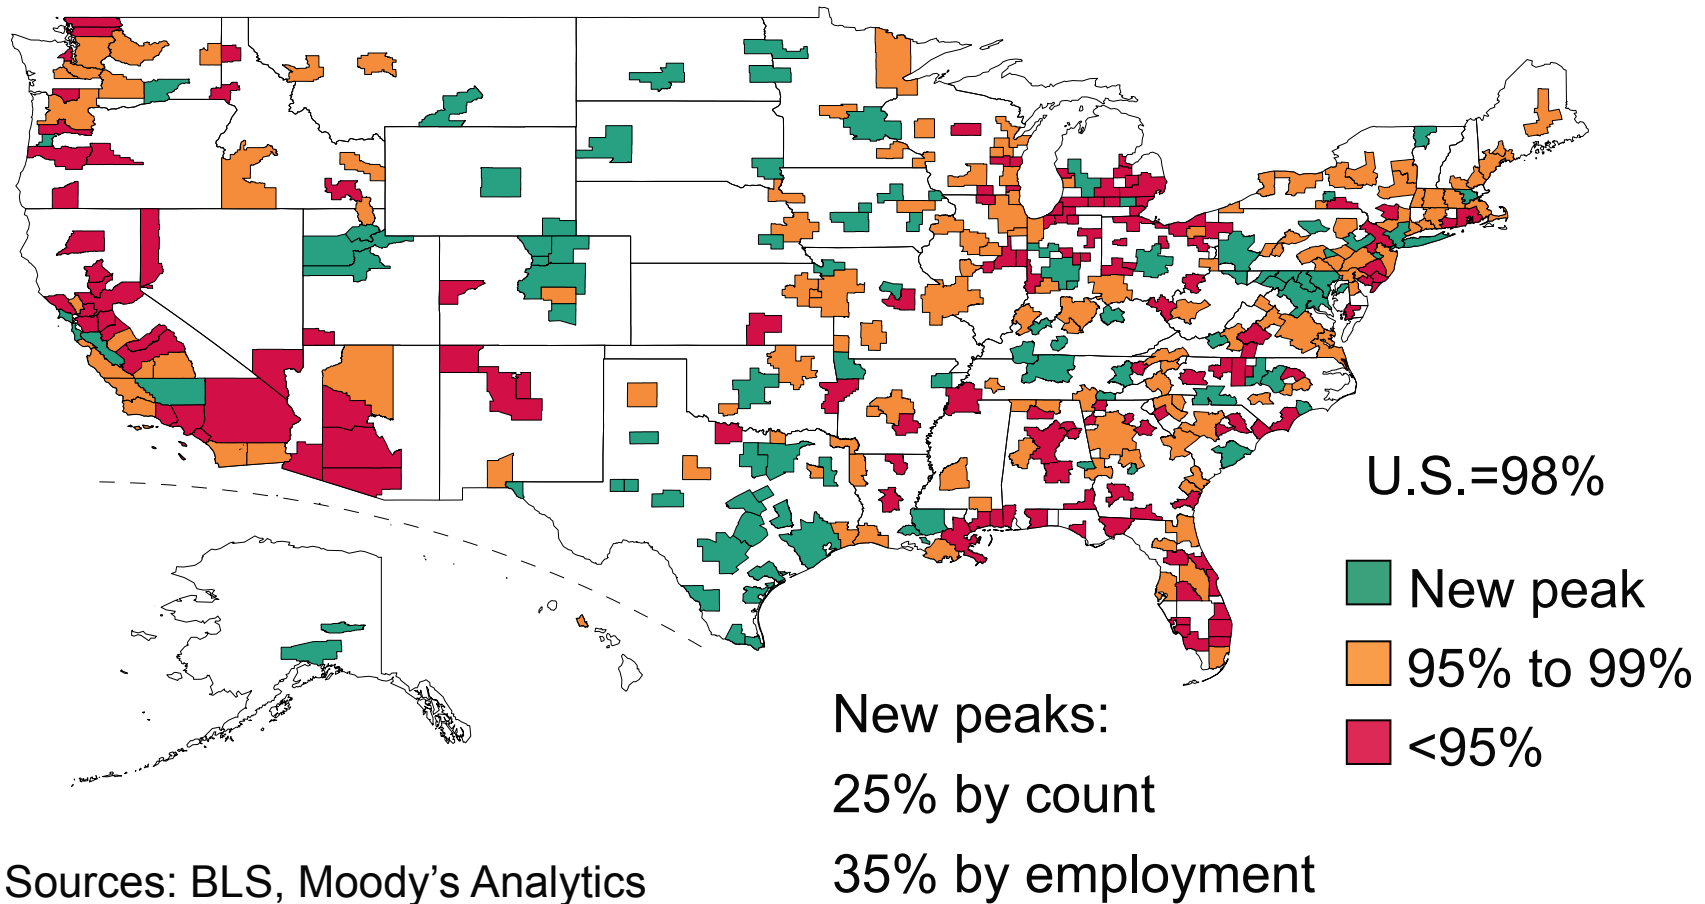 U.S.=98%
New peak
95% to 99%
<95%
New peaks:
25% by count
35% by employment
Sources: BLS, Moody’s Analytics